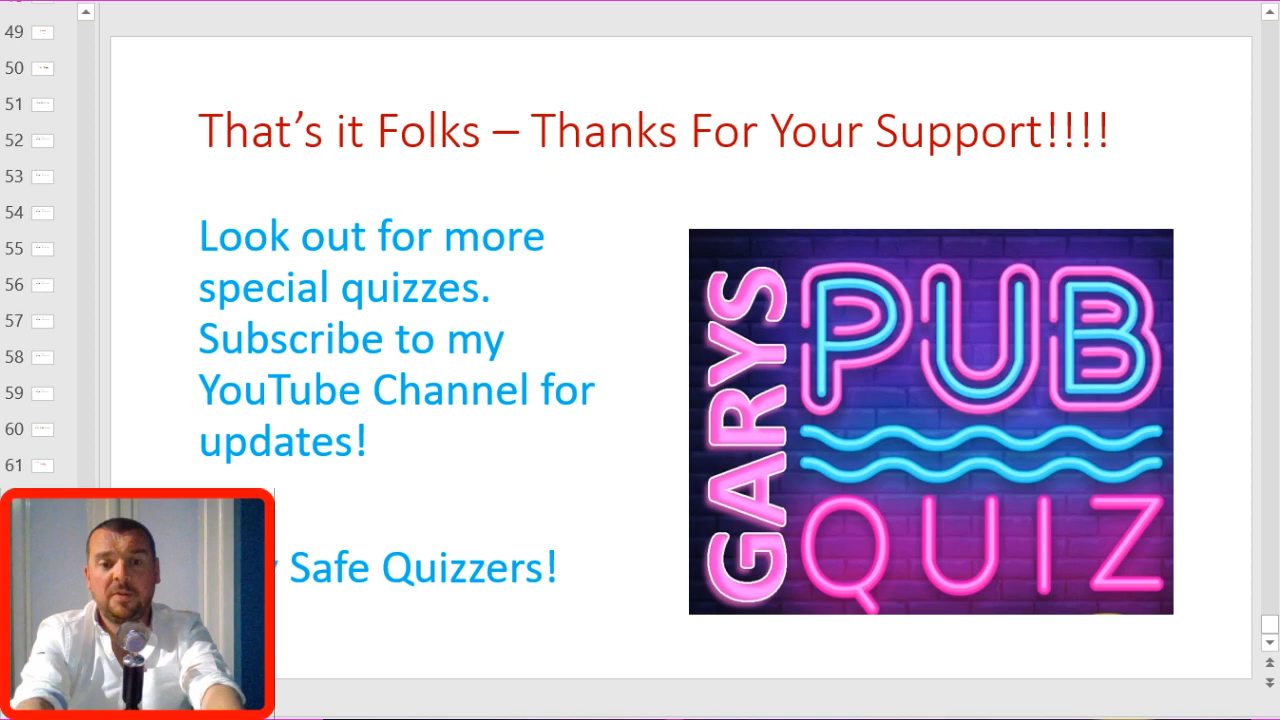 49
50
51
52
53
54
55
56
57
58
59
60
61
That's it Folks – Thanks For Your Support!!!!
Look out for more
special quizzes.
Subscribe to my
YouTube Channel for
updates!
Safe Quizzers!
GARYS
PUB
QUIZ